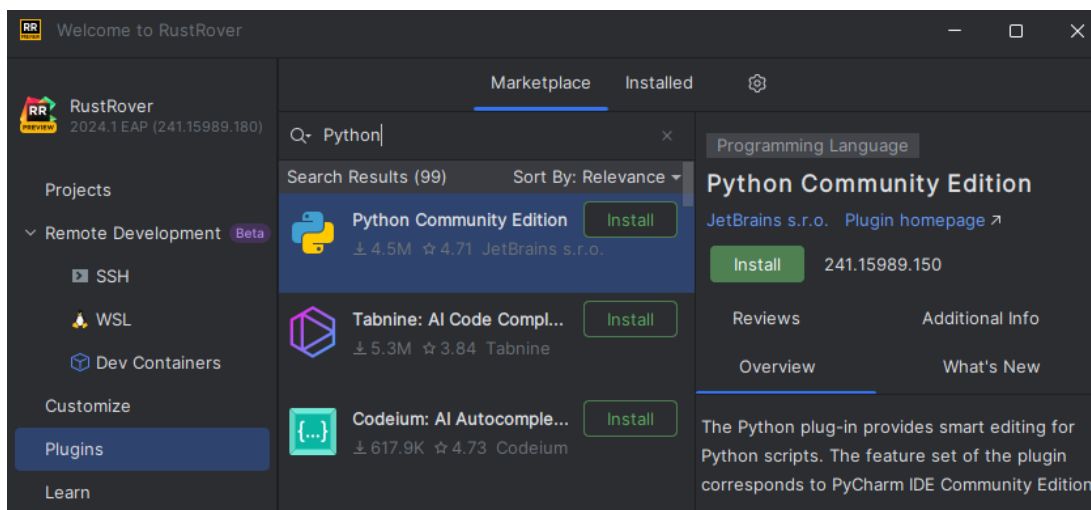 RR
PREVIEW
Welcome to RustRover
RR
PREVIEW
RustRover
2024.1 EAP (241.15989.180)
Projects
Remote Development Beta
SSH
WSL
Dev Containers
Customize
Plugins
Learn
Marketplace Installed
Python
Search Results (99) Sort By: Relevance
Python Community Edition Install
4.5M 4.71 JetBrains s.r.o.
Tabnine: AI Code Compl... Install
5.3M 3.84 Tabnine
{...}
Codeium: AI Autocomple... Install
617.9K 4.73 Codeium
Programming Language
Python Community Edition
JetBrains s.r.o. Plugin homepage ↗
Install 241.15989.150
Reviews Additional Info
Overview What's New
The Python plug-in provides smart editing for
Python scripts. The feature set of the plugin
corresponds to PyCharm IDE Community Edition